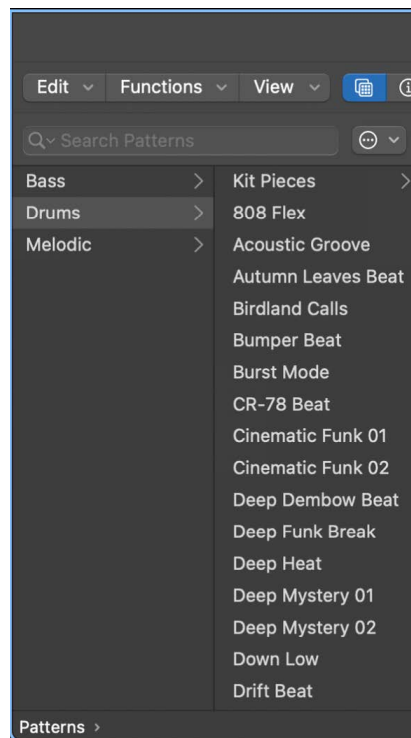 Edit Functions View
Search Patterns
Bass
Drums
Melodic
Kit Pieces
808 Flex
Acoustic Groove
Autumn Leaves Beat
Birdland Calls
Bumper Beat
Burst Mode
CR-78 Beat
Cinematic Funk 01
Cinematic Funk 02
Deep Dembow Beat
Deep Funk Break
Deep Heat
Deep Mystery 01
Deep Mystery 02
Down Low
Drift Beat
Patterns